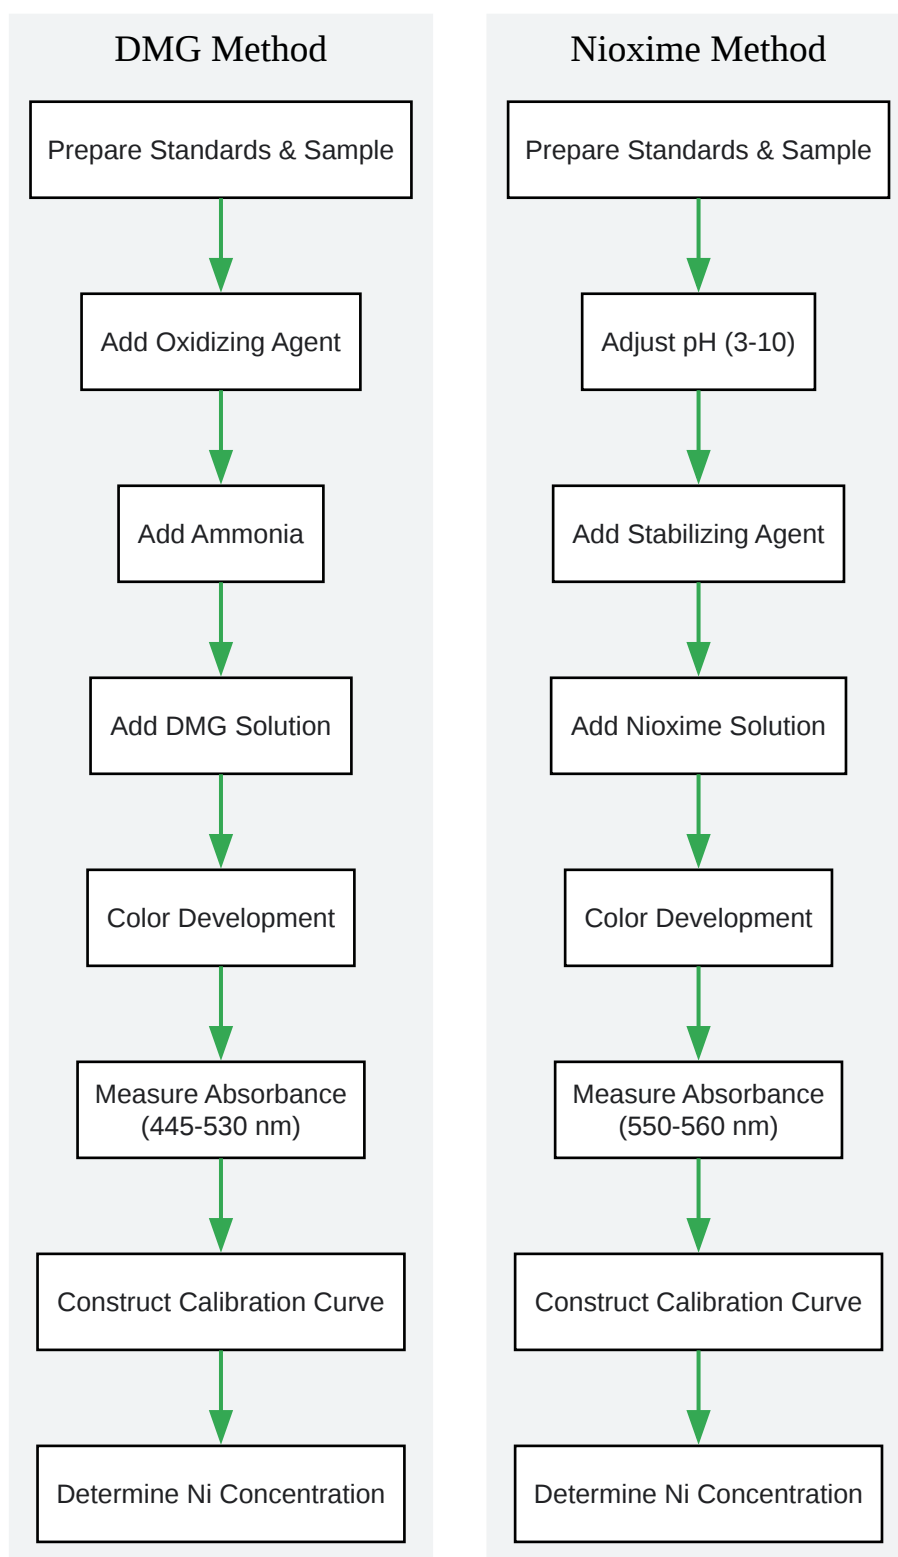 DMG Method
Prepare Standards & Sample
Add Oxidizing Agent
Add Ammonia
Add DMG Solution
Color Development
Measure Absorbance
(445-530 nm)
Construct Calibration Curve
Determine Ni Concentration
Nioxime Method
Prepare Standards & Sample
Adjust pH (3-10)
Add Stabilizing Agent
Add Nioxime Solution
Color Development
Measure Absorbance
(550-560 nm)
Construct Calibration Curve
Determine Ni Concentration